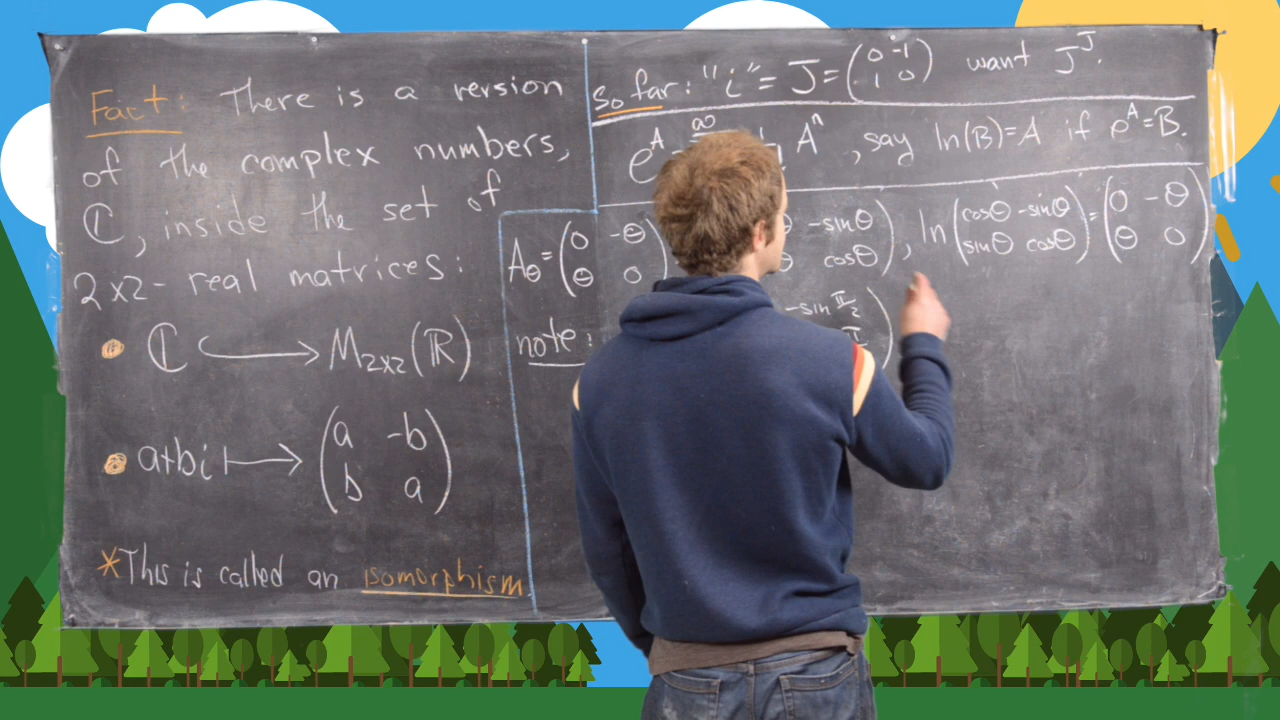 Fact: There is a version
of the complex numbers,
ℂ, inside the set of
2x2- real matrices:
• ℂ ↪ M₂ₓ₂(ℝ)
• a+bi ↦ (a -b
b a)
*This is called an isomorphism.
So far: "i" = J = (0 -1
1 0) want J^J.
e^A = ∞
A^n , say ln(B)=A if e^A=B.
A_θ = (0 -θ
θ 0)
-sinθ
cosθ) , ln(cosθ -sinθ
sinθ cosθ) = (0 -θ
θ 0)
note: -sin π/2